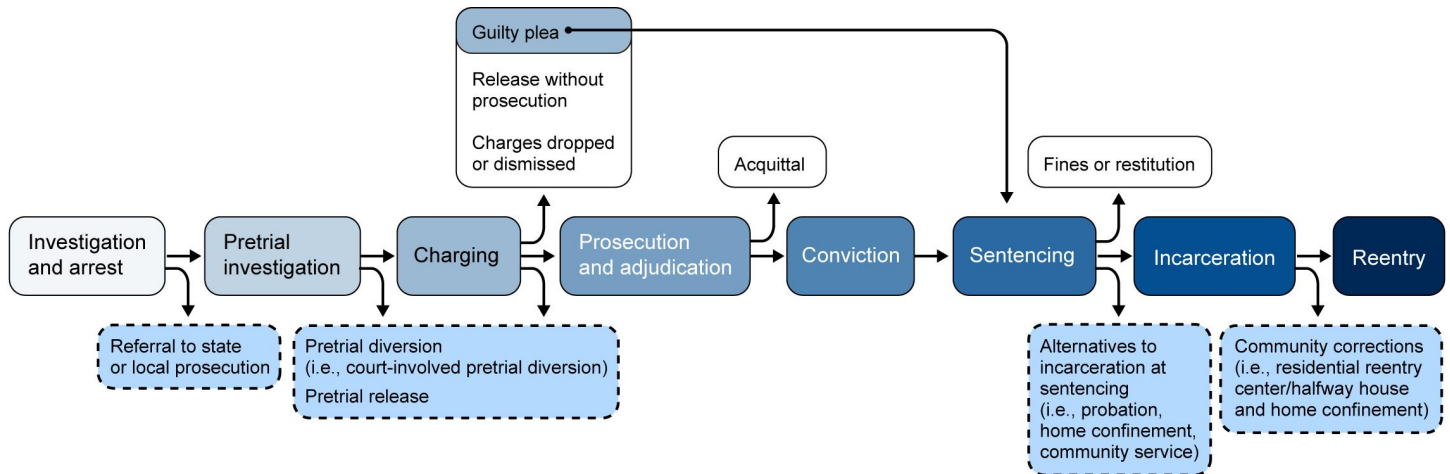 Guilty plea
Release without
prosecution
Charges dropped
or dismissed
Acquittal
Fines or restitution
Investigation
and arrest
Pretrial
investigation
Charging
Prosecution
and adjudication
Conviction
Sentencing
Incarceration
Reentry
Referral to state
or local prosecution
Pretrial diversion
(i.e., court-involved pretrial diversion)
Pretrial release
Alternatives to
incarceration at
sentencing
(i.e., probation,
home confinement,
community service)
Community corrections
(i.e., residential reentry
center/halfway house
and home confinement)